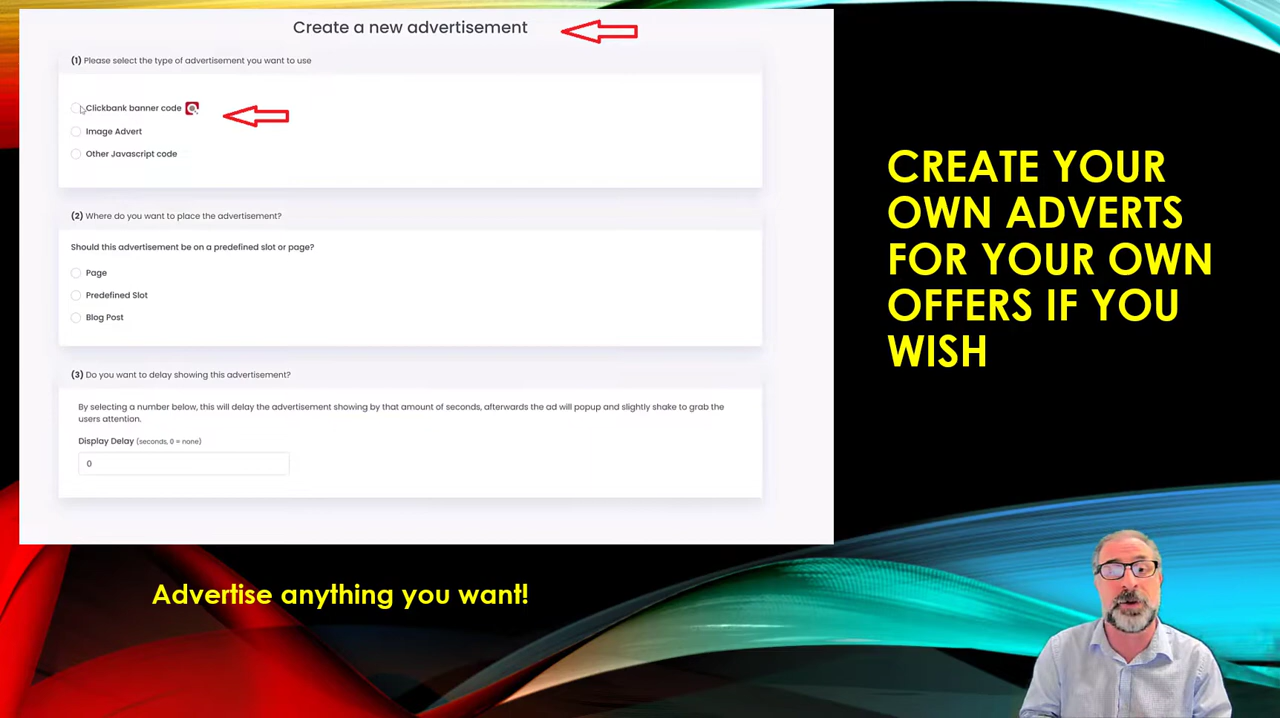 Create a new advertisement
(1) Please select the type of advertisement you want to use
Clickbank banner code
Image Advert
Other Javascript code
(2) Where do you want to place the advertisement?
Should this advertisement be on a predefined slot or page?
Page
Predefined Slot
Blog Post
(3) Do you want to delay showing this advertisement?
By selecting a number below, this will delay the advertisement showing by that amount of seconds, afterwards the ad will popup and slightly shake to grab the
users attention.
Display Delay (seconds, 0 = none)
0
CREATE YOUR
OWN ADVERTS
FOR YOUR OWN
OFFERS IF YOU
WISH
Advertise anything you want!